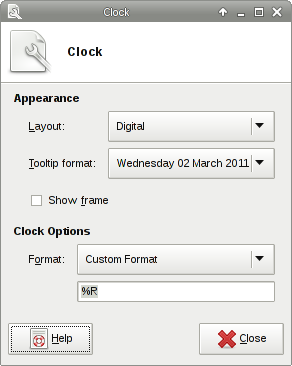 Clock
Clock
Appearance
Layout: Digital
Tooltip format: Wednesday 02 March 2011
Show frame
Clock Options
Format: Custom Format
%R
Help Close